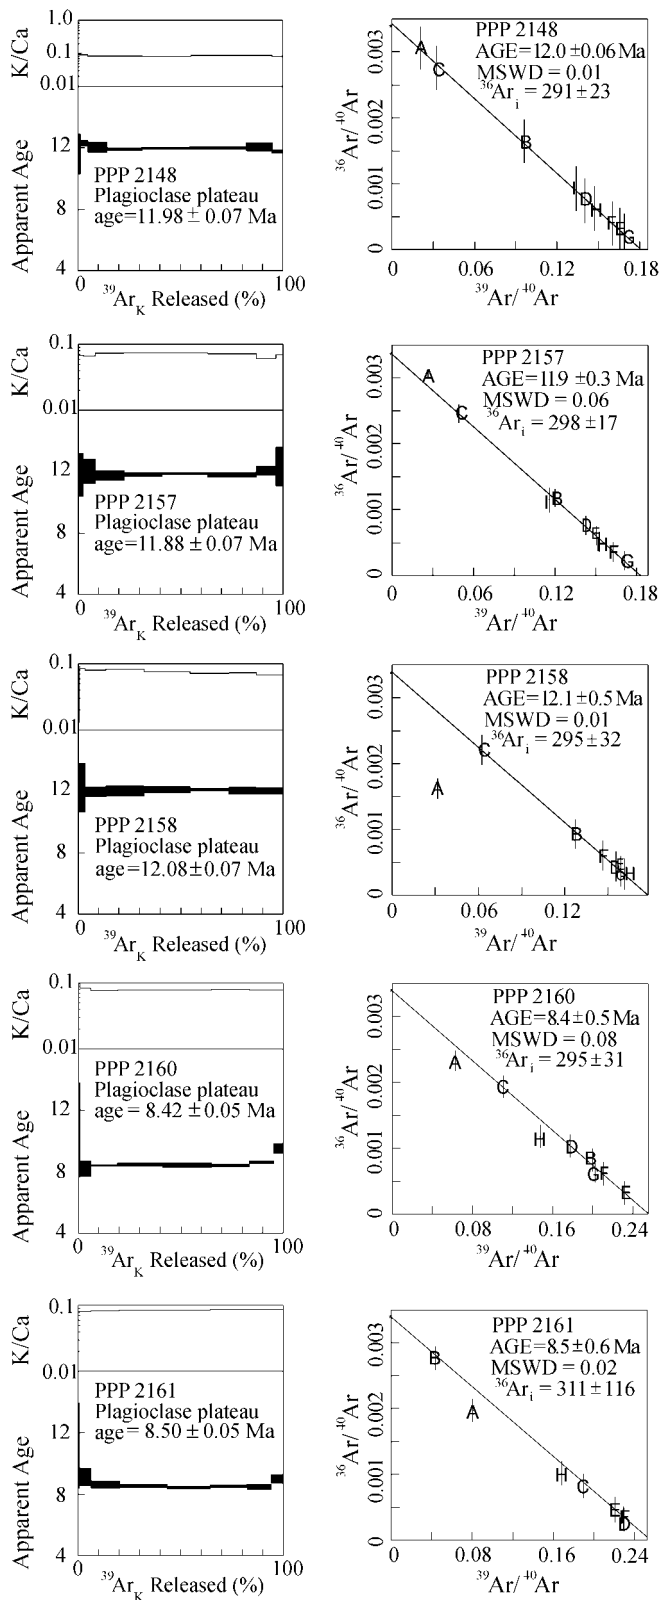 K/Ca
1.0
0.1
0.01
Apparent Age
12
8
4
PPP 2148
Plagioclase plateau
age=11.98 ± 0.07 Ma
0
100
39ArK Released (%)
36Ar/40Ar
0.003
0.002
0.001
0
PPP 2148
AGE=12.0 ±0.06 Ma
MSWD = 0.01
36Ari = 291±23
A
C
B
I
D
H
F
E
G
0
0.06
0.12
0.18
39Ar/40Ar
K/Ca
0.1
0.01
Apparent Age
12
8
4
PPP 2157
Plagioclase plateau
age=11.88 ± 0.07 Ma
0
100
39ArK Released (%)
36Ar/40Ar
0.003
0.002
0.001
0
PPP 2157
AGE=11.9 ±0.3 Ma
MSWD = 0.06
36Ari = 298 ±17
A
C
I
B
D
E
H
F
G
0
0.06
0.12
0.18
39Ar/40Ar
K/Ca
0.1
0.01
Apparent Age
12
8
4
PPP 2158
Plagioclase plateau
age=12.08±0.07 Ma
0
100
39ArK Released (%)
36Ar/40Ar
0.003
0.002
0.001
0
PPP 2158
AGE=12.1 ±0.5 Ma
MSWD = 0.01
36Ari = 295±32
C
A
B
F
G
H
0
0.06
0.12
39Ar/40Ar
K/Ca
0.1
0.01
Apparent Age
12
8
4
PPP 2160
Plagioclase plateau
age = 8.42 ±0.05 Ma
0
100
39ArK Released (%)
36Ar/40Ar
0.003
0.002
0.001
0
PPP 2160
AGE=8.4±0.5 Ma
MSWD = 0.08
36Ari = 295±31
A
C
H
D
B
G
F
E
0
0.08
0.16
0.24
39Ar/40Ar
K/Ca
0.1
0.01
Apparent Age
12
8
4
PPP 2161
Plagioclase plateau
age = 8.50 ± 0.05 Ma
0
100
39ArK Released (%)
36Ar/40Ar
0.003
0.002
0.001
0
PPP 2161
AGE=8.5±0.6 Ma
MSWD = 0.02
36Ari = 311 ±116
B
A
H
C
E
F
D
0
0.08
0.16
0.24
39Ar/40Ar